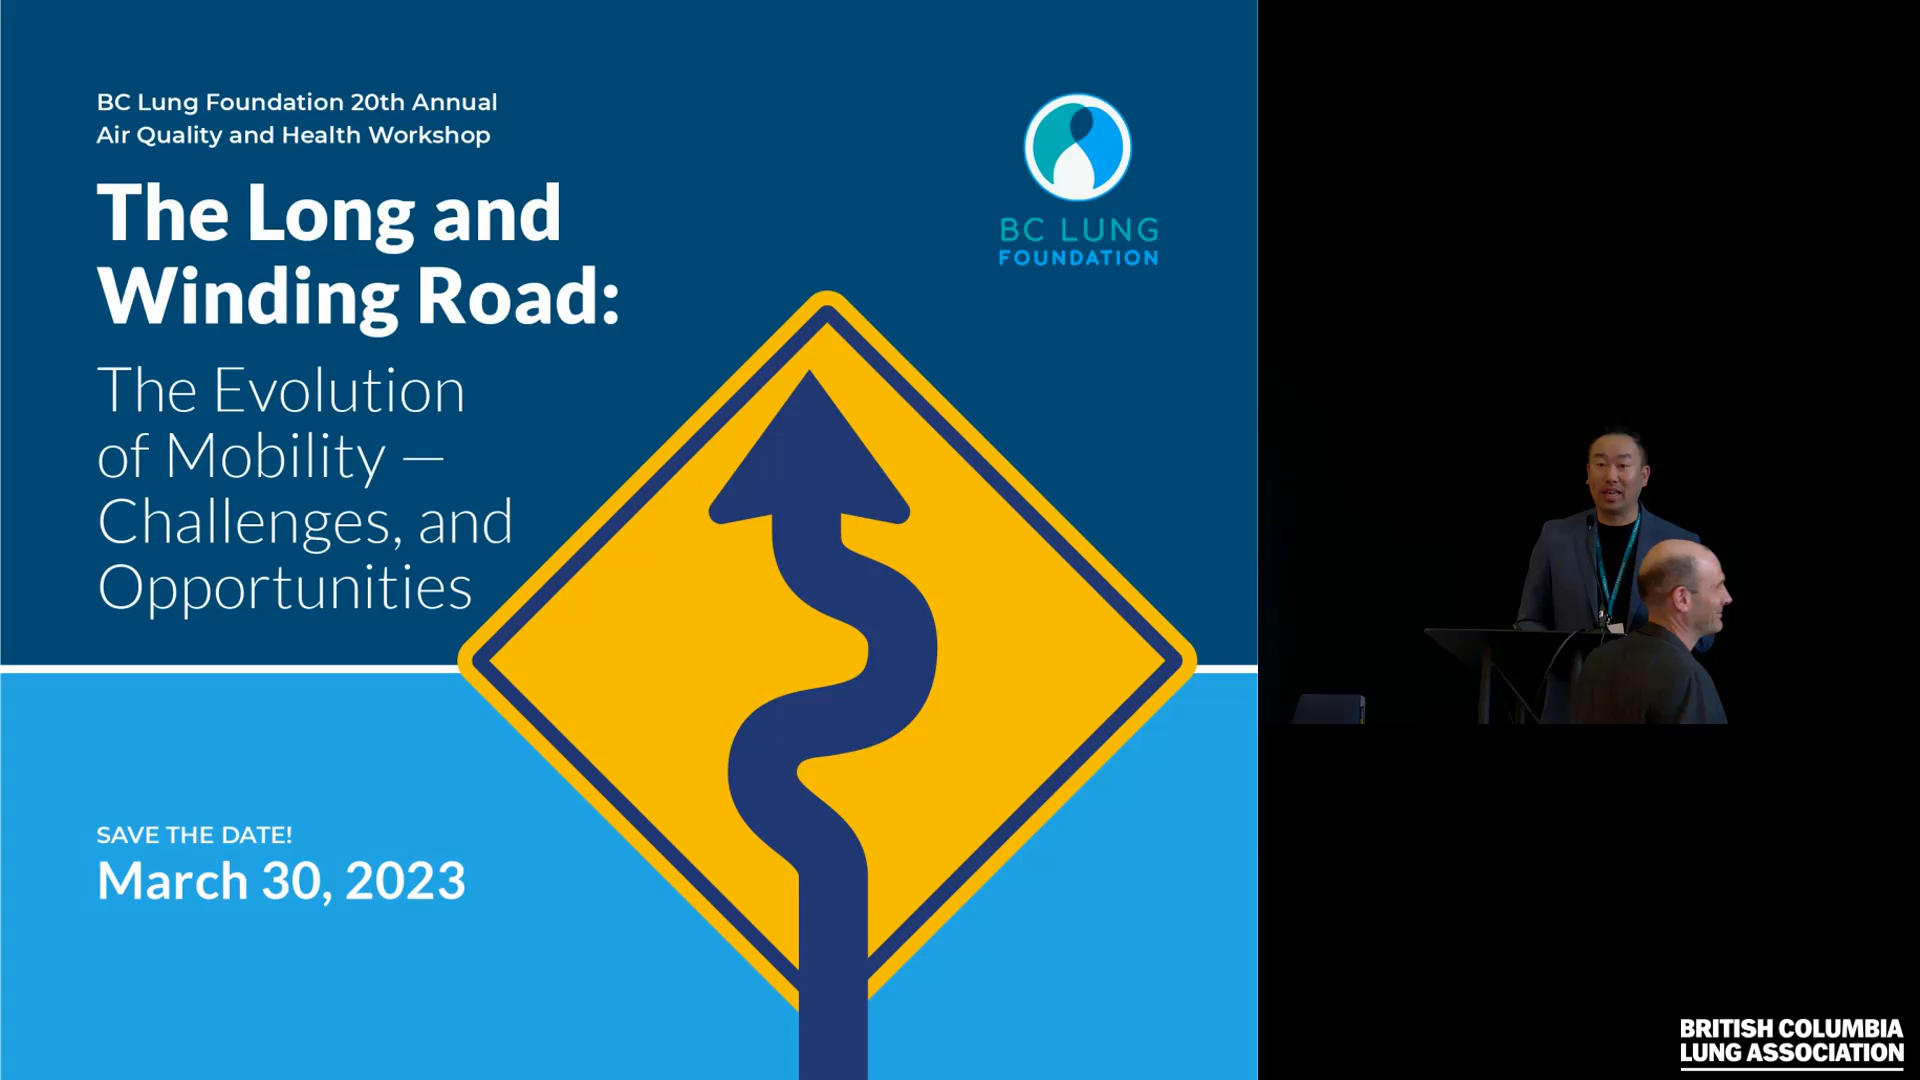 BC Lung Foundation 20th Annual
Air Quality and Health Workshop
The Long and
Winding Road:
The Evolution
of Mobility —
Challenges, and
Opportunities
SAVE THE DATE!
March 30, 2023
BC LUNG
FOUNDATION
BRITISH COLUMBIA
LUNG ASSOCIATION